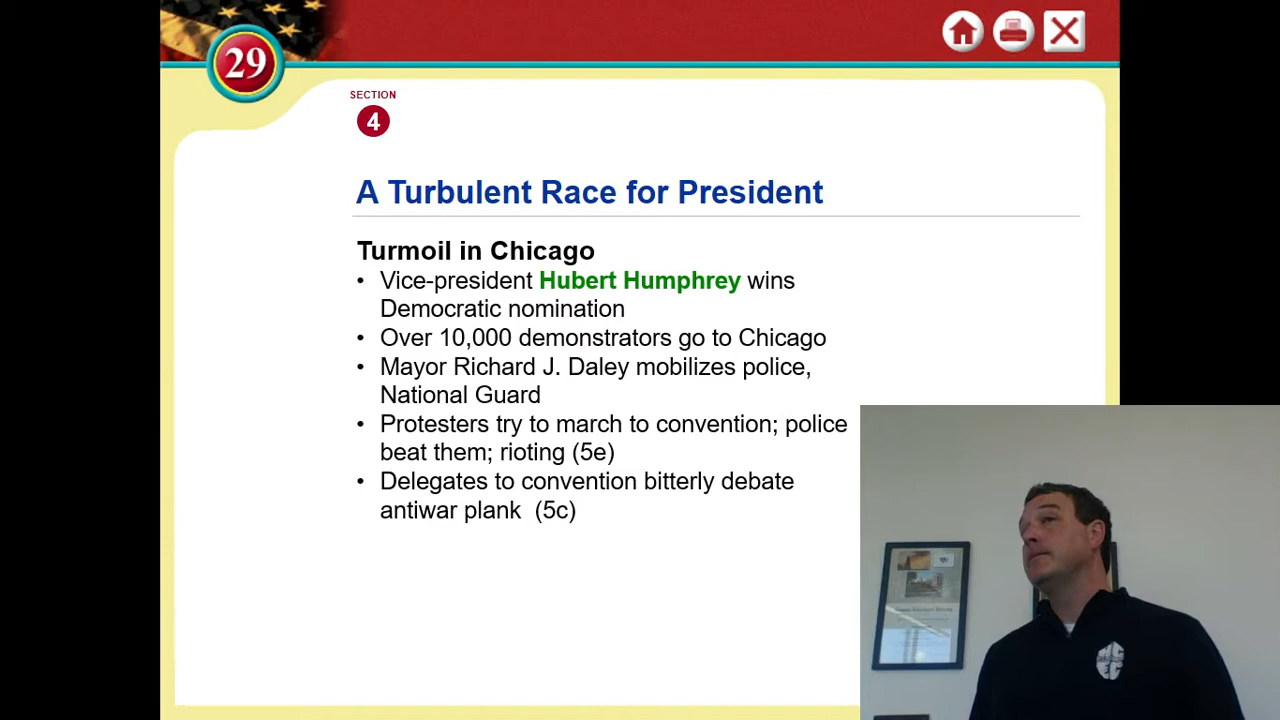 29
SECTION
4
A Turbulent Race for President
Turmoil in Chicago
• Vice-president Hubert Humphrey wins
Democratic nomination
• Over 10,000 demonstrators go to Chicago
• Mayor Richard J. Daley mobilizes police,
National Guard
• Protesters try to march to convention; police
beat them; rioting (5e)
• Delegates to convention bitterly debate
antiwar plank (5c)